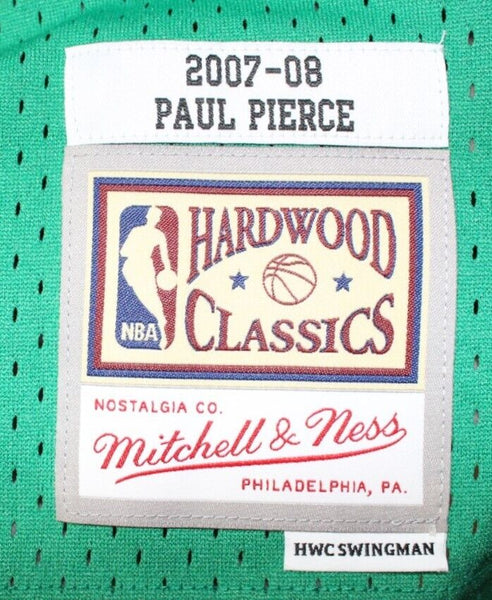 2007-08
PAUL PIERCE
HARDWOOD
CLASSICS
NBA
NOSTALGIA CO.
Mitchell & Ness
PHILADELPHIA, PA.
HWC SWINGMAN